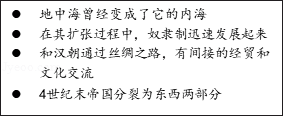 ● 地中海曾经变成了它的内海
● 在其扩张过程中，奴隶制迅速发展起来
● 和汉朝通过丝绸之路，有间接的经贸和
文化交流
● 4世纪末帝国分裂为东西两部分